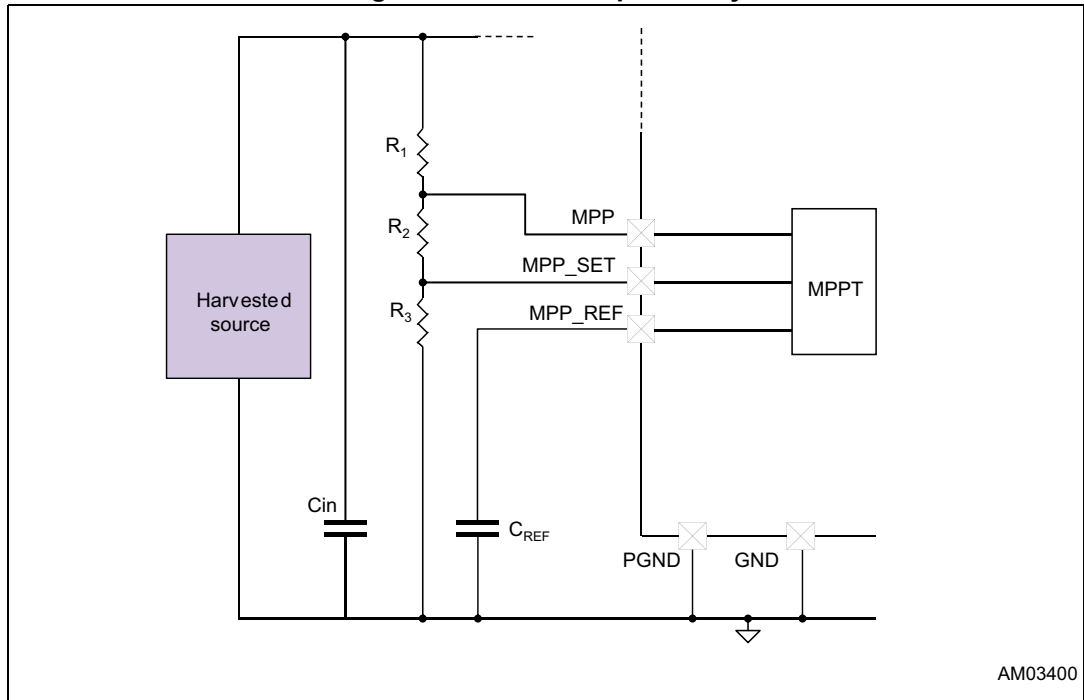 R1
MPP
R2
MPP_SET
Harvested
source
R3
MPP_REF
MPPT
Cin
CREF
PGND
GND
AM03400